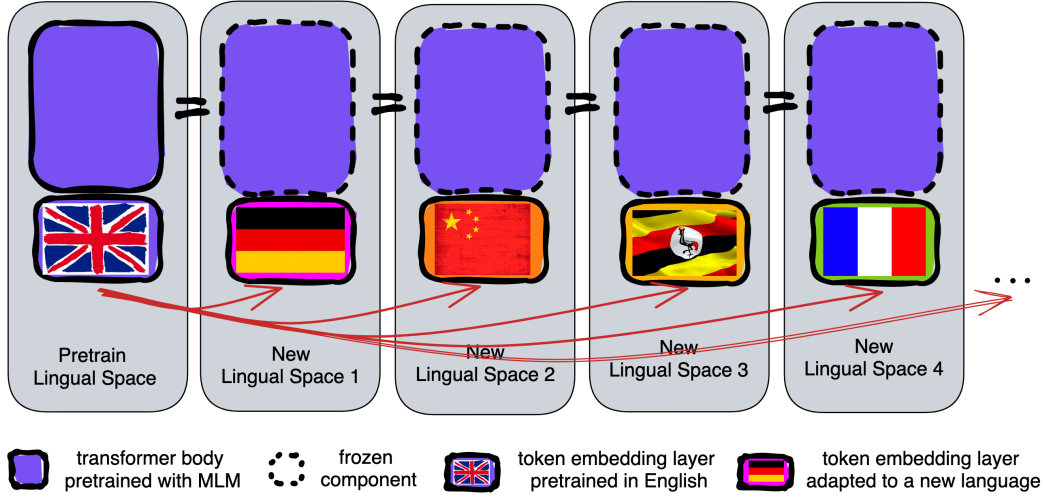 = = = =
...
Pretrain
Lingual Space
New
Lingual Space 1
New
Lingual Space 2
New
Lingual Space 3
New
Lingual Space 4
transformer body
pretrained with MLM
frozen
component
token embedding layer
pretrained in English
token embedding layer
adapted to a new language